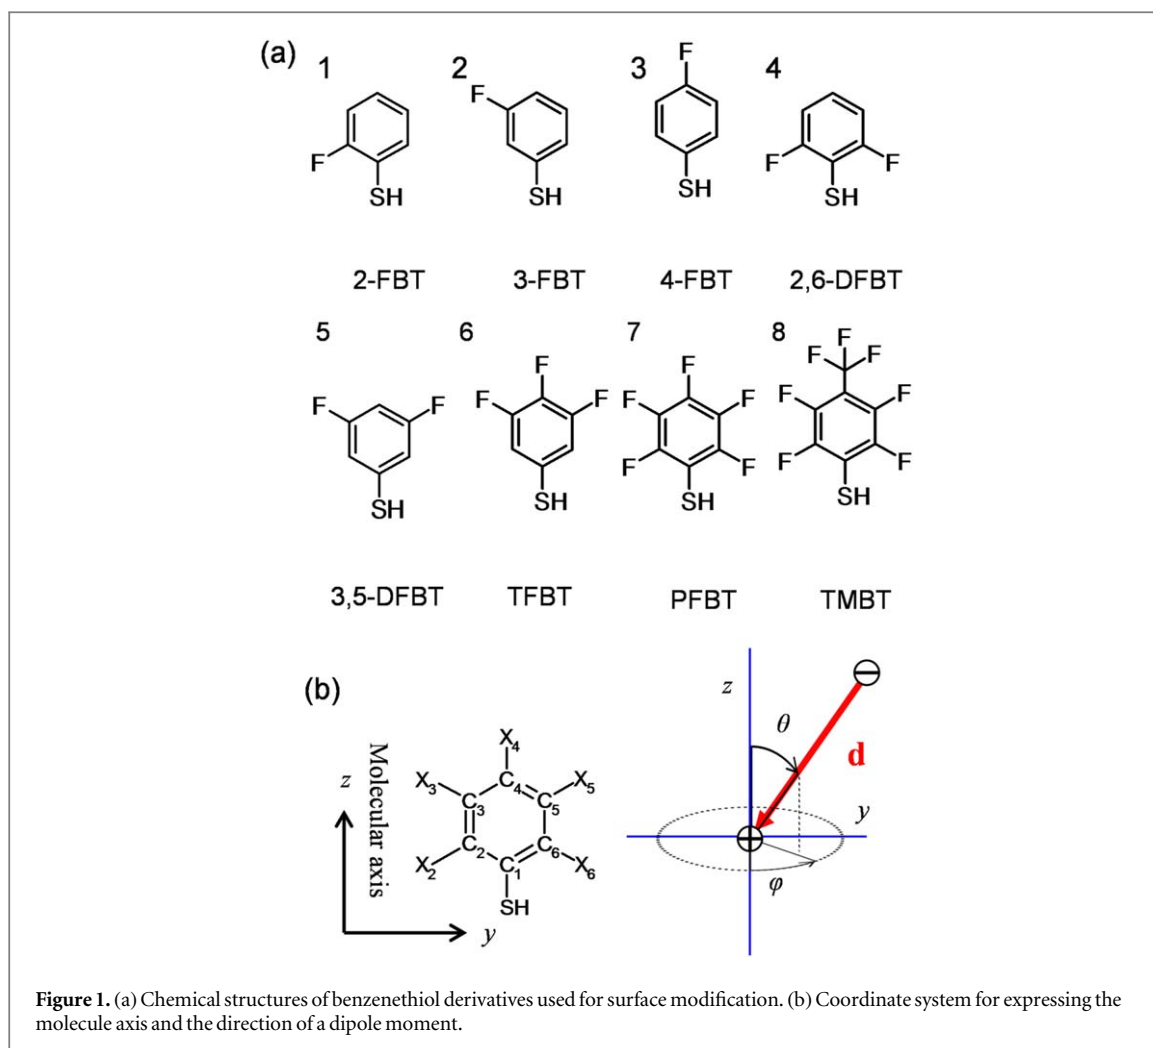 (a)
1 2 3 4
F SH
F SH
F SH
F F SH
2-FBT 3-FBT 4-FBT 2,6-DFBT
5 6 7 8
F F SH
F F F SH
F F F F F SH
F F F F F F F SH
3,5-DFBT TFBT PFBT TMBT
(b)
z
Molecular axis
y
X₄
X₃ C₄ X₅
C₃ C₅
C₂ C₆
X₂ C₁ X₆
SH
z
θ
d
y
φ
Figure 1. (a) Chemical structures of benzenethiol derivatives used for surface modification. (b) Coordinate system for expressing the
molecule axis and the direction of a dipole moment.